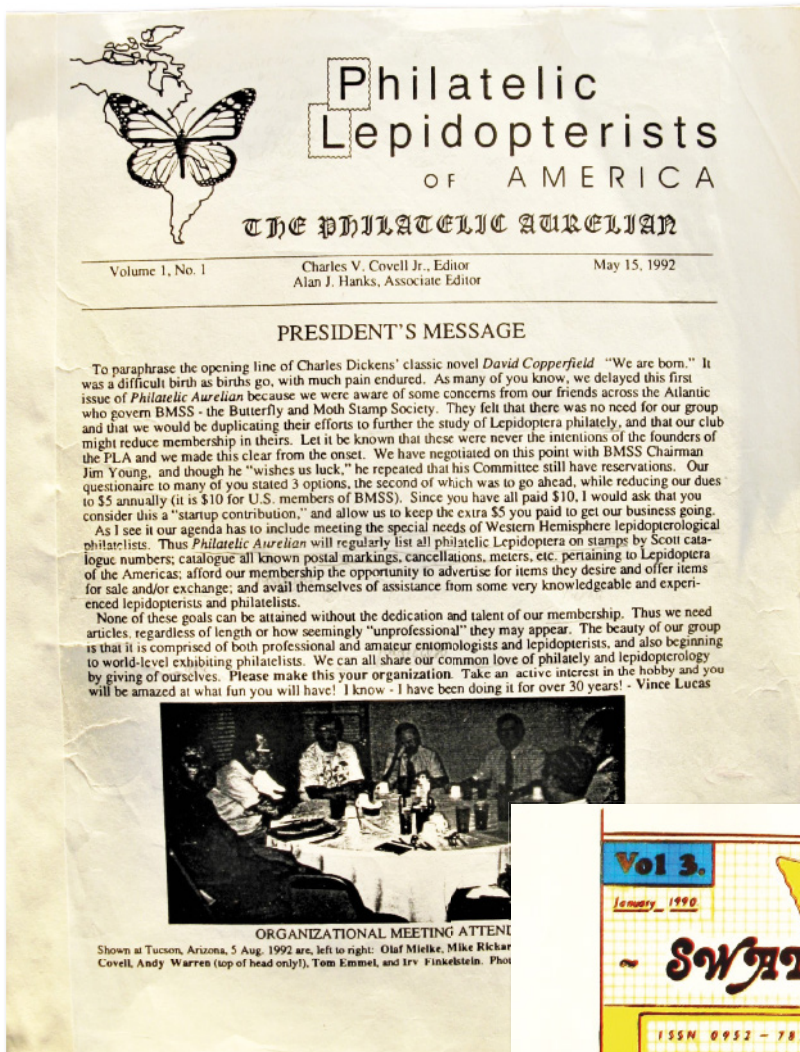 Philatelic
Lepidopterists
OF AMERICA
THE PHILATELIC AURELIAN
Volume 1, No. 1
Charles V. Covell Jr., Editor
May 15, 1992
Alan J. Hanks, Associate Editor
PRESIDENT'S MESSAGE
To paraphrase the opening line of Charles Dickens' classic novel David Copperfield "We are born." It
was a difficult birth as births go, with much pain endured. As many of you know, we delayed this first
issue of Philatelic Aurelian because we were aware of some concerns from our friends across the Atlantic
who govern BMSS - the Butterfly and Moth Stamp Society. They felt that there was no need for our group
and that we would be duplicating their efforts to further the study of Lepidoptera philately, and that our club
might reduce membership in theirs. Let it be known that these were never the intentions of the founders of
the PLA and we made this clear from the onset. We have negotiated on this point with BMSS Chairman
Jim Young, and though he "wishes us luck," he repeated that his Committee still have reservations. Our
questionaire to many of you stated 3 options, the second of which was to go ahead, while reducing our dues
to $5 annually (it is $10 for U.S. members of BMSS). Since you have all paid $10, I would ask that you
consider this a "startup contribution," and allow us to keep the extra $5 you paid to get our business going.
As I see it our agenda has to include meeting the special needs of Western Hemisphere lepidopterological
philatelists. Thus Philatelic Aurelian will regularly list all philatelic Lepidoptera on stamps by Scott cata-
logue numbers; catalogue all known postal markings, cancellations, meters, etc. pertaining to Lepidoptera
of the Americas; afford our membership the opportunity to advertise for items they desire and offer items
for sale and/or exchange; and avail themselves of assistance from some very knowledgeable and experi-
enced lepidopterists and philatelists.
None of these goals can be attained without the dedication and talent of our membership. Thus we need
articles, regardless of length or how seemingly "unprofessional" they may appear. The beauty of our group
is that it is comprised of both professional and amateur entomologists and lepidopterists, and also beginning
to world-level exhibiting philatelists. We can all share our common love of philately and lepidopterology
by giving of ourselves. Please make this your organization. Take an active interest in the hobby and you
will be amazed at what fun you will have! I know - I have been doing it for over 30 years! - Vince Lucas
ORGANIZATIONAL MEETING ATTEND
Shown at Tucson, Arizona, 5 Aug. 1992 are, left to right: Olaf Mielke, Mike Rickar
Covell, Andy Warren (top of head only!), Tom Emmel, and Irv Finkelstein. Phot
Vol 3.
January 1990
~ SWA
ISSN 0952 - 78